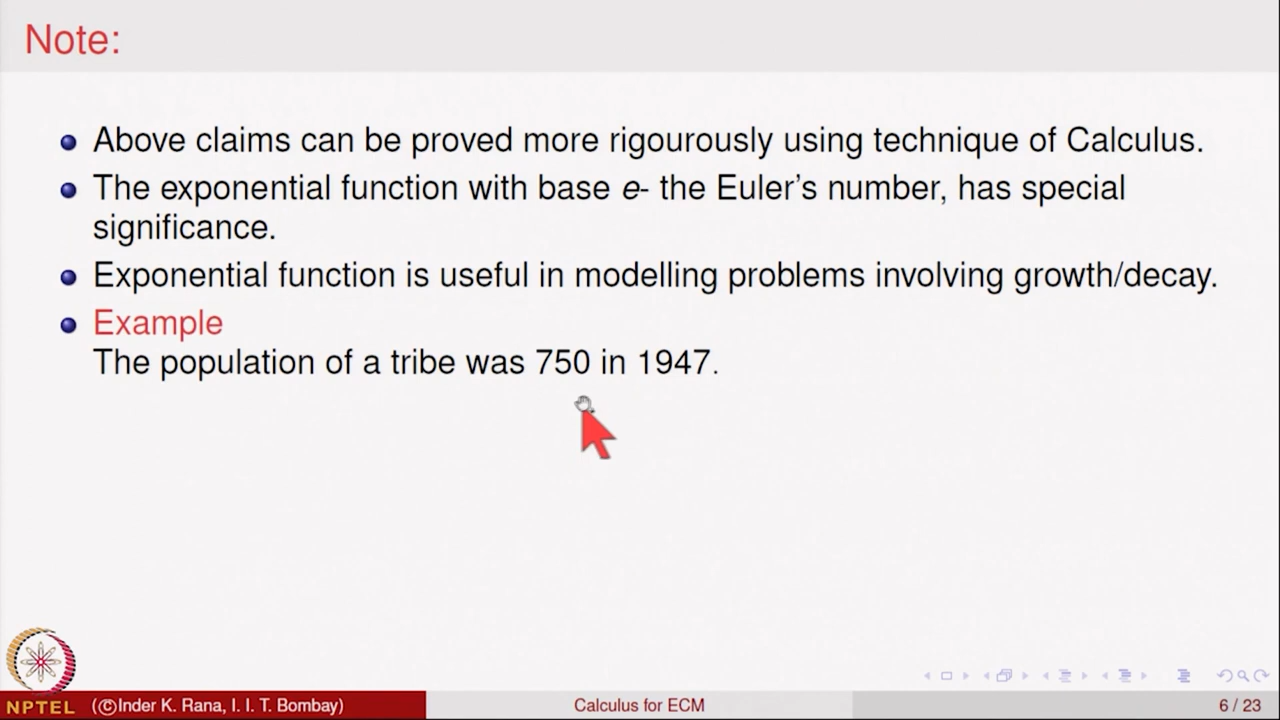 Note:
Above claims can be proved more rigourously using technique of Calculus.
The exponential function with base e- the Euler's number, has special
significance.
Exponential function is useful in modelling problems involving growth/decay.
Example
The population of a tribe was 750 in 1947.
NPTEL (©Inder K. Rana, I. I. T. Bombay) Calculus for ECM 6 / 23